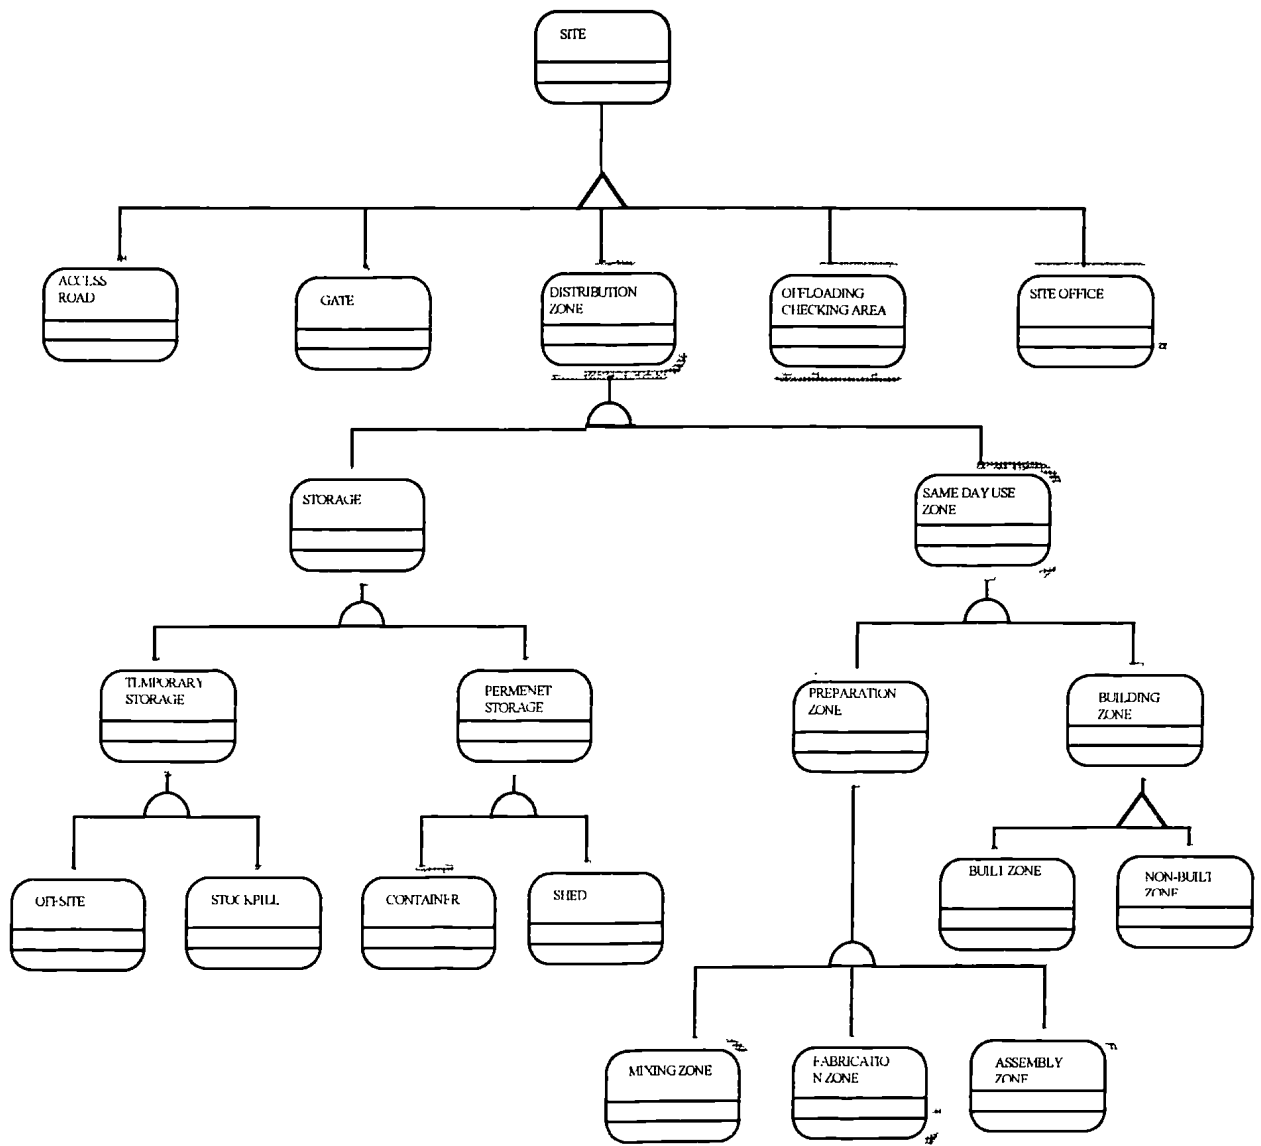 SITE
ACCESS
ROAD
GATE
DISTRIBUTION
ZONE
OFFLOADING
CHECKING AREA
SITE OFFICE
STORAGE
SAME DAY USE
ZONE
TEMPORARY
STORAGE
PERMENET
STORAGE
PREPARATION
ZONE
BUILDING
ZONE
OFFSITE
STOCKPILL
CONTAINER
SHED
BUILT ZONE
NON-BUILT
ZONE
MIXING ZONE
FABRICATIO
N ZONE
ASSEMBLY
ZONE